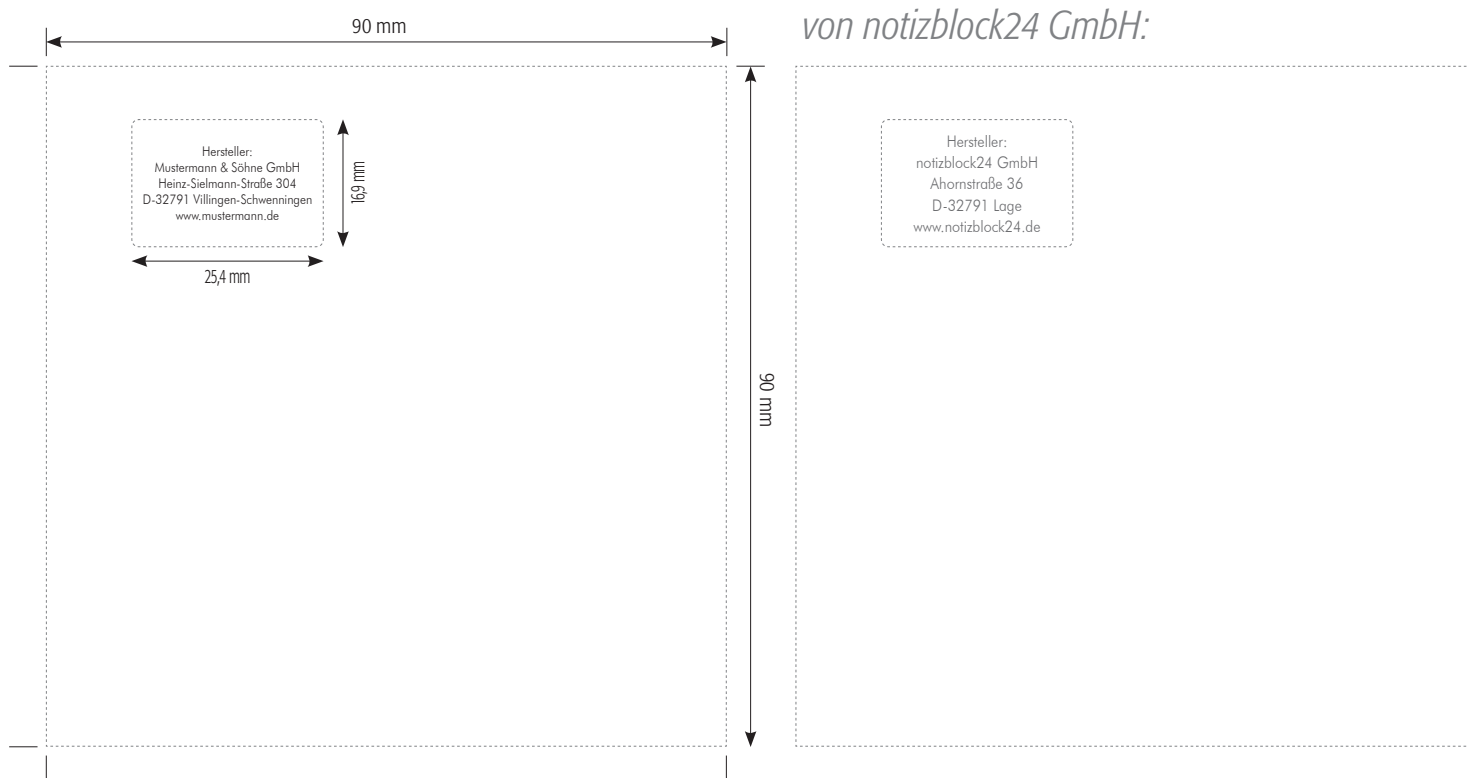 90 mm
von notizblock24 GmbH:
Hersteller:
Mustermann & Söhne GmbH
Heinz-Sielmann-Straße 304
D-32791 Villingen-Schwenningen
www.mustermann.de
16,9 mm
25,4 mm
90 mm
Hersteller:
notizblock24 GmbH
Ahornstraße 36
D-32791 Lage
www.notizblock24.de